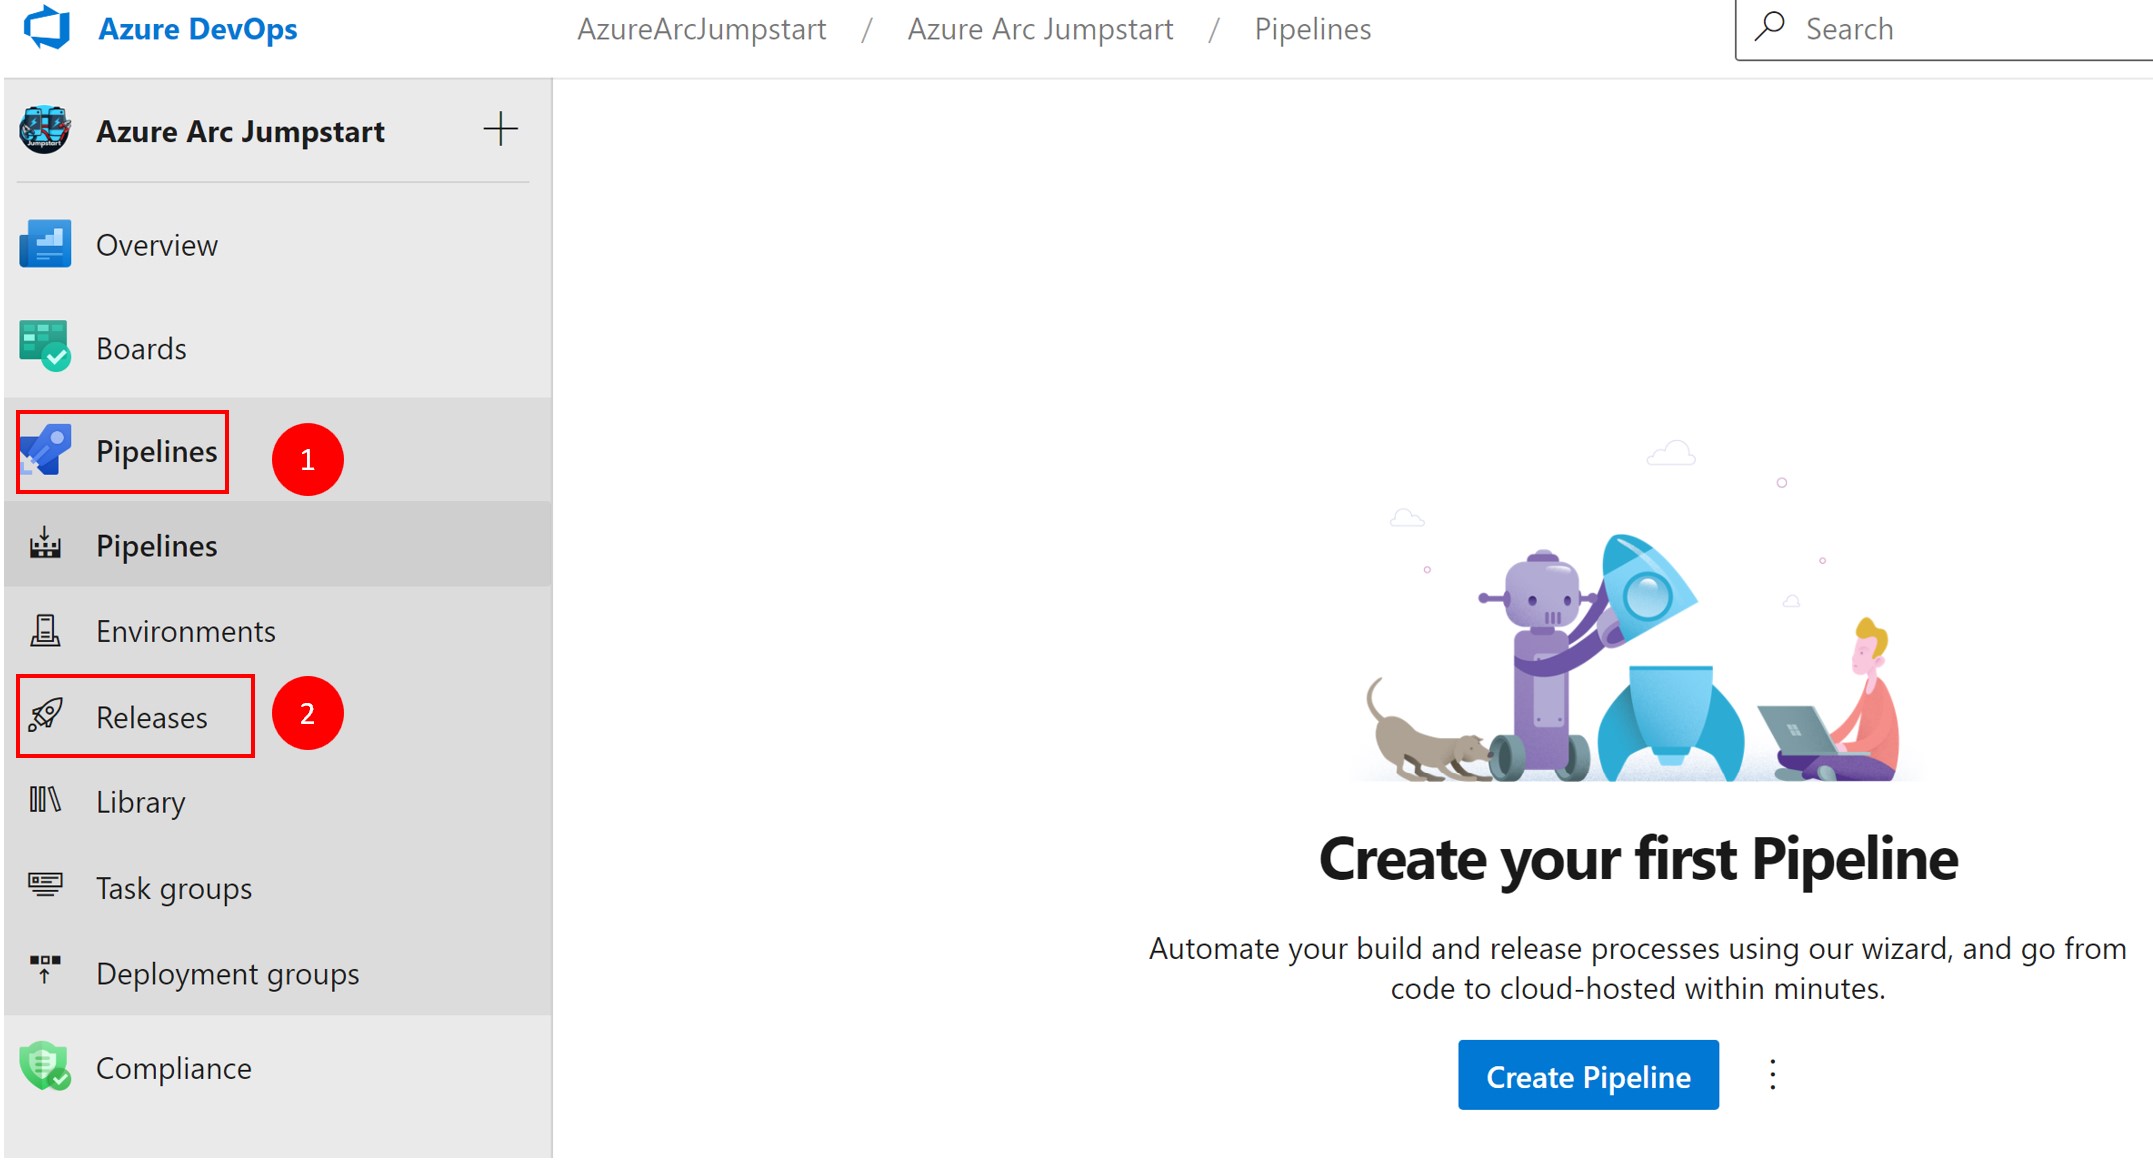 Azure DevOps
AzureArcJumpstart / Azure Arc Jumpstart / Pipelines
Search
Jumpstart
Azure Arc Jumpstart
Overview
Boards
Pipelines
1
Pipelines
Environments
Releases
2
Library
Task groups
Deployment groups
Compliance
Create your first Pipeline
Automate your build and release processes using our wizard, and go from
code to cloud-hosted within minutes.
Create Pipeline